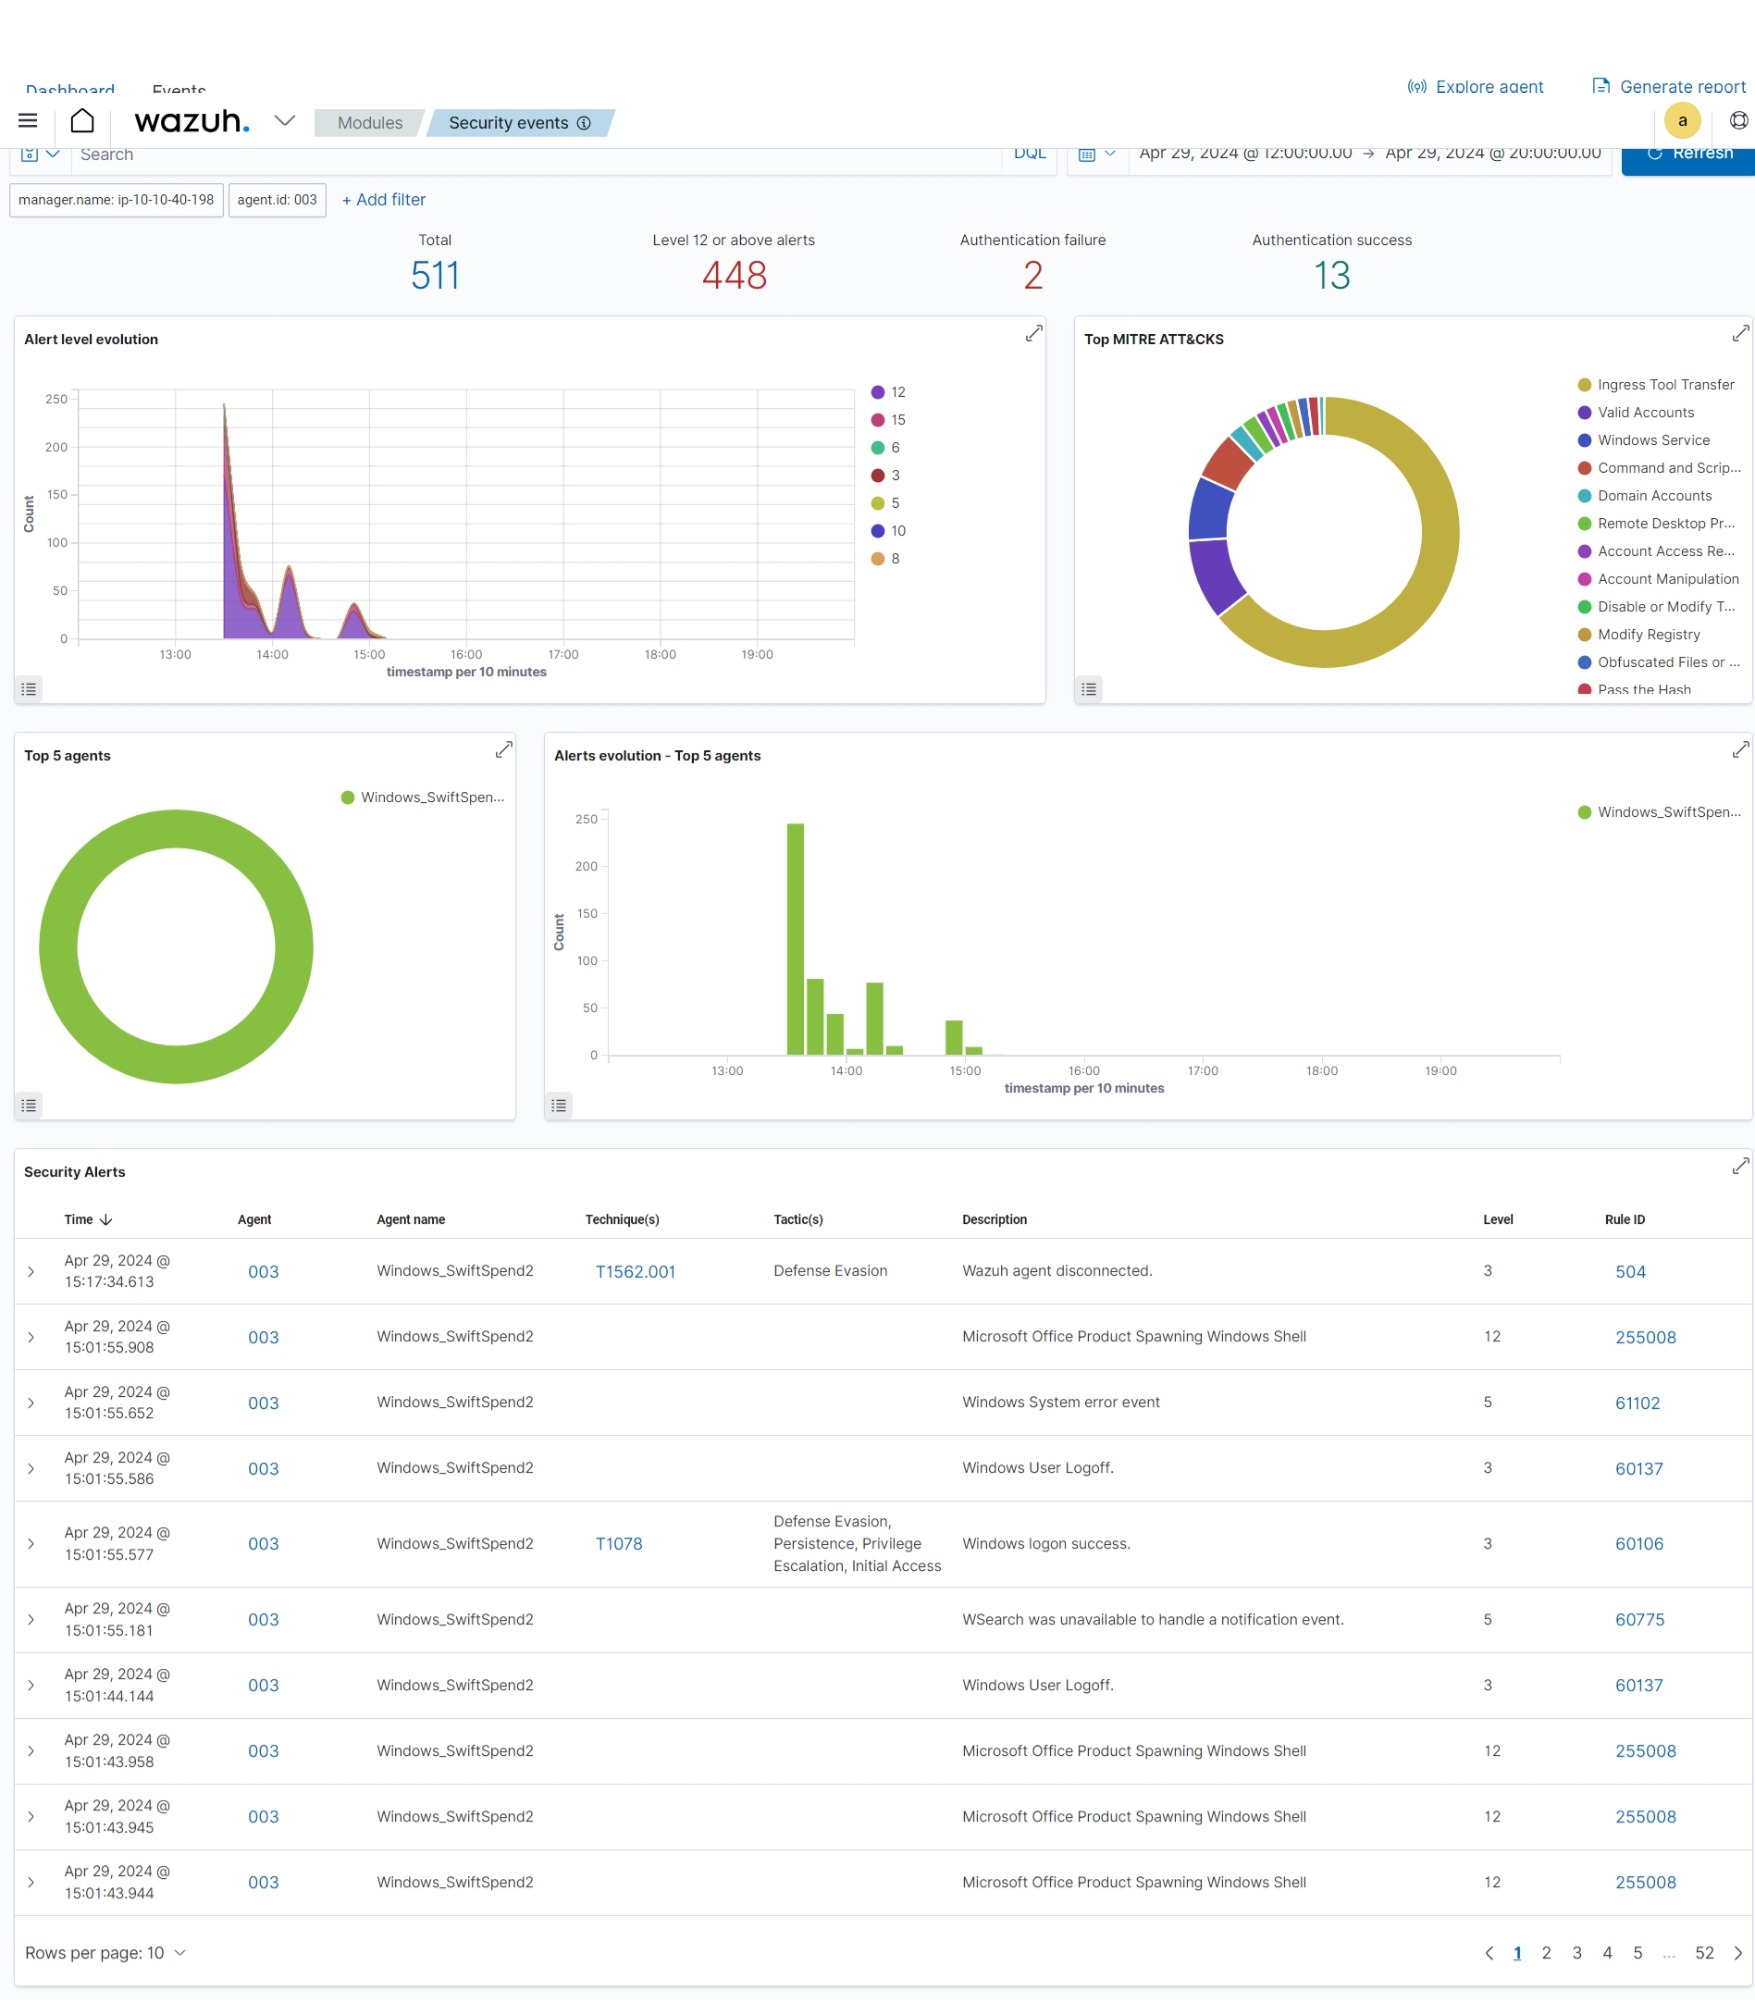 Dashboard Events Explore agent Generate report
wazuh. Modules Security events a
Search DQL Apr 29, 2024 @ 12:00:00.00 → Apr 29, 2024 @ 20:00:00.00 Refresh
manager.name: ip-10-10-40-198 agent.id: 003 + Add filter
Total Level 12 or above alerts Authentication failure Authentication success
511 448 2 13
Alert level evolution
250
200
150
100
50
0
Count
13:00 14:00 15:00 16:00 17:00 18:00 19:00
timestamp per 10 minutes
12
15
6
3
5
10
8
Top MITRE ATT&CKS
Ingress Tool Transfer
Valid Accounts
Windows Service
Command and Scrip...
Domain Accounts
Remote Desktop Pr...
Account Access Re...
Account Manipulation
Disable or Modify T...
Modify Registry
Obfuscated Files or ...
Pass the Hash
Top 5 agents
Windows_SwiftSpen...
Alerts evolution - Top 5 agents
250
200
150
100
50
0
Count
13:00 14:00 15:00 16:00 17:00 18:00 19:00
timestamp per 10 minutes
Windows_SwiftSpen...
Security Alerts
Time Agent Agent name Technique(s) Tactic(s) Description Level Rule ID
Apr 29, 2024 @
15:17:34.613 003 Windows_SwiftSpend2 T1562.001 Defense Evasion Wazuh agent disconnected. 3 504
Apr 29, 2024 @
15:01:55.908 003 Windows_SwiftSpend2 Microsoft Office Product Spawning Windows Shell 12 255008
Apr 29, 2024 @
15:01:55.652 003 Windows_SwiftSpend2 Windows System error event 5 61102
Apr 29, 2024 @
15:01:55.586 003 Windows_SwiftSpend2 Windows User Logoff. 3 60137
Apr 29, 2024 @
15:01:55.577 003 Windows_SwiftSpend2 T1078 Defense Evasion,
Persistence, Privilege
Escalation, Initial Access Windows logon success. 3 60106
Apr 29, 2024 @
15:01:55.181 003 Windows_SwiftSpend2 WSearch was unavailable to handle a notification event. 5 60775
Apr 29, 2024 @
15:01:44.144 003 Windows_SwiftSpend2 Windows User Logoff. 3 60137
Apr 29, 2024 @
15:01:43.958 003 Windows_SwiftSpend2 Microsoft Office Product Spawning Windows Shell 12 255008
Apr 29, 2024 @
15:01:43.945 003 Windows_SwiftSpend2 Microsoft Office Product Spawning Windows Shell 12 255008
Apr 29, 2024 @
15:01:43.944 003 Windows_SwiftSpend2 Microsoft Office Product Spawning Windows Shell 12 255008
Rows per page: 10 1 2 3 4 5 ... 52